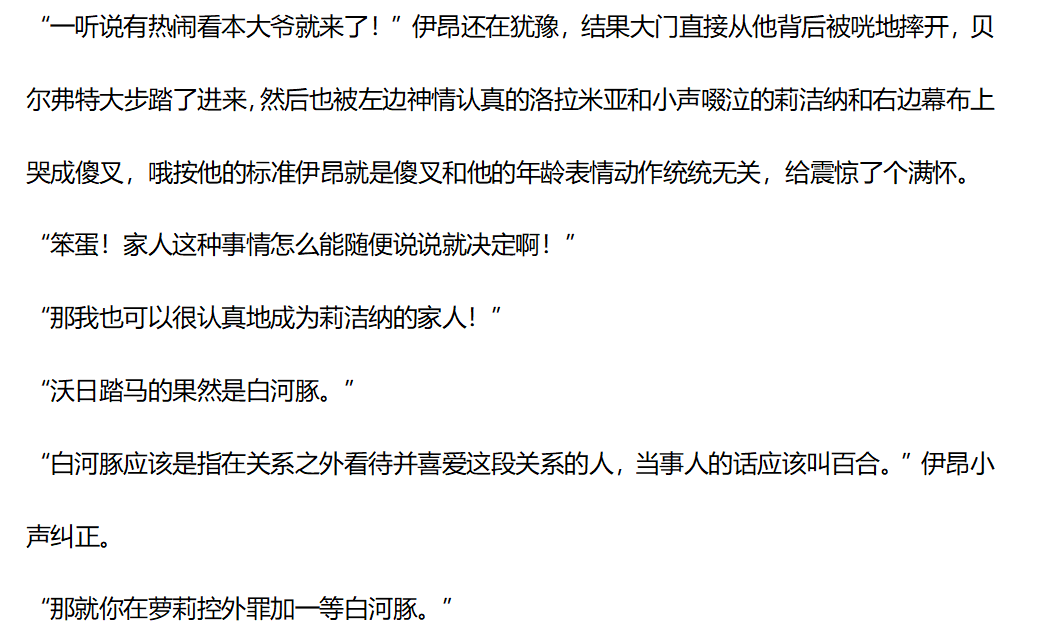 “一听说有热闹看本大爷就来了！”伊昂还在犹豫，结果大门直接从他背后被咣地摔开，贝
尔弗特大步踏了进来，然后也被左边神情认真的洛拉米亚和小声啜泣的莉洁纳和右边幕布上
哭成傻叉，哦按他的标准伊昂就是傻叉和他的年龄表情动作统统无关，给震惊了个满怀。
“笨蛋！家人这种事情怎么能随便说说就决定啊！”
“那我也可以很认真地成为莉洁纳的家人！”
“沃日踏马的果然是白河豚。”
“白河豚应该是指在关系之外看待并喜爱这段关系的人，当事人的话应该叫百合。”伊昂小
声纠正。
“那就你在萝莉控外罪加一等白河豚。”